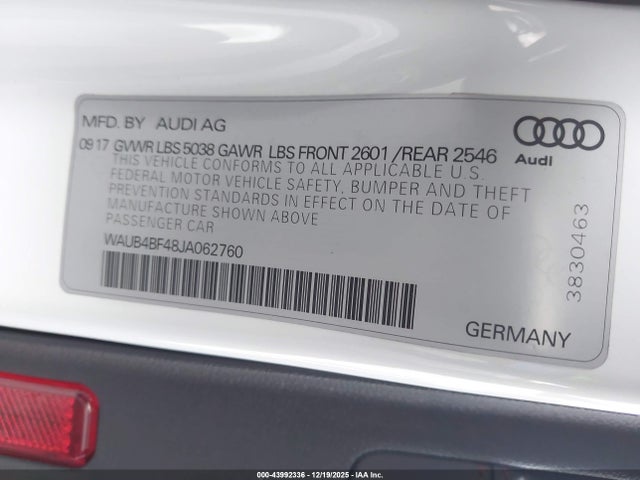 MFD. BY AUDI AG
09 17 GVWR LBS 5038 GAWR LBS FRONT 2601 /REAR 2546
THIS VEHICLE CONFORMS TO ALL APPLICABLE U.S.
FEDERAL MOTOR VEHICLE SAFETY, BUMPER AND THEFT
PREVENTION STANDARDS IN EFFECT ON THE DATE OF
MANUFACTURE SHOWN ABOVE
PASSENGER CAR
WAUB4BF48JA062760
Audi
3830463
GERMANY
000-43992336 - 12/19/2025 - IAA Inc.